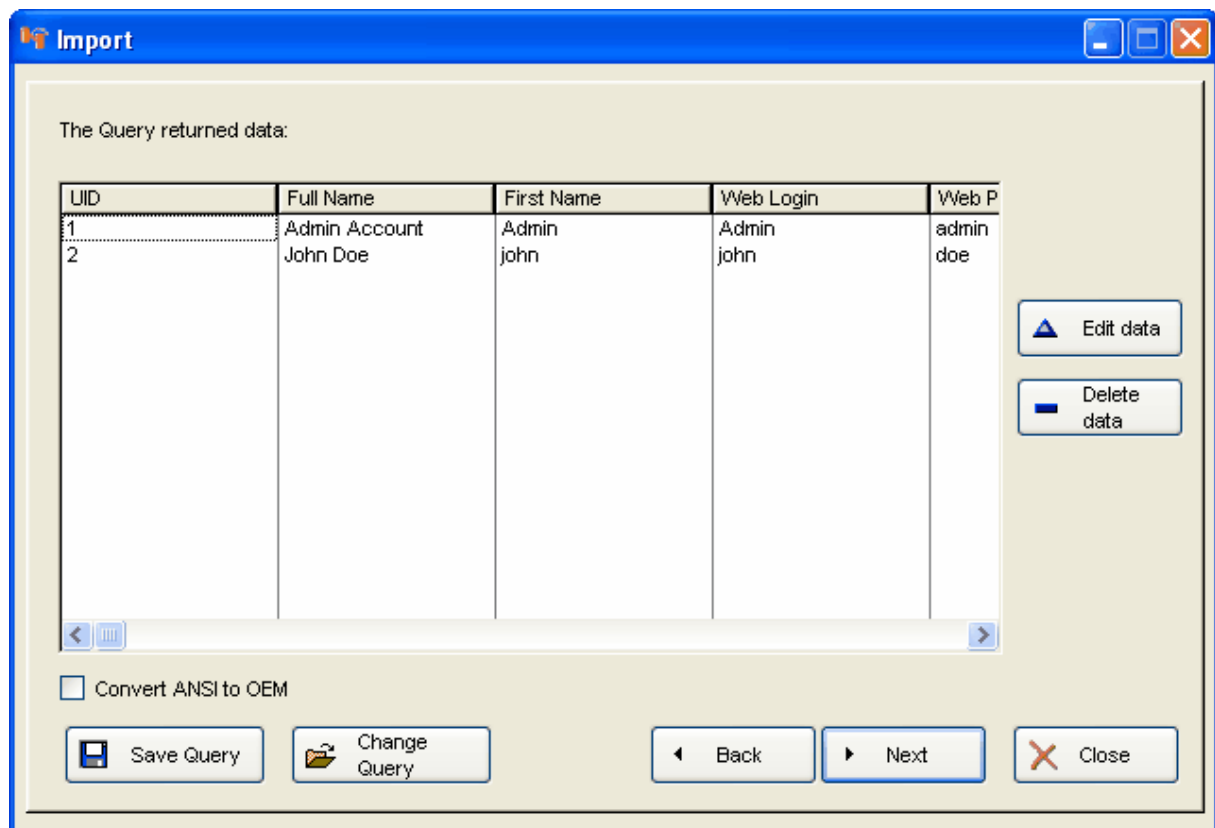 Import
The Query returned data:
UID Full Name First Name Web Login Web P
1 Admin Account Admin Admin admin
2 John Doe john john doe
Edit data
Delete
data
Convert ANSI to OEM
Save Query Change
Query Back Next Close